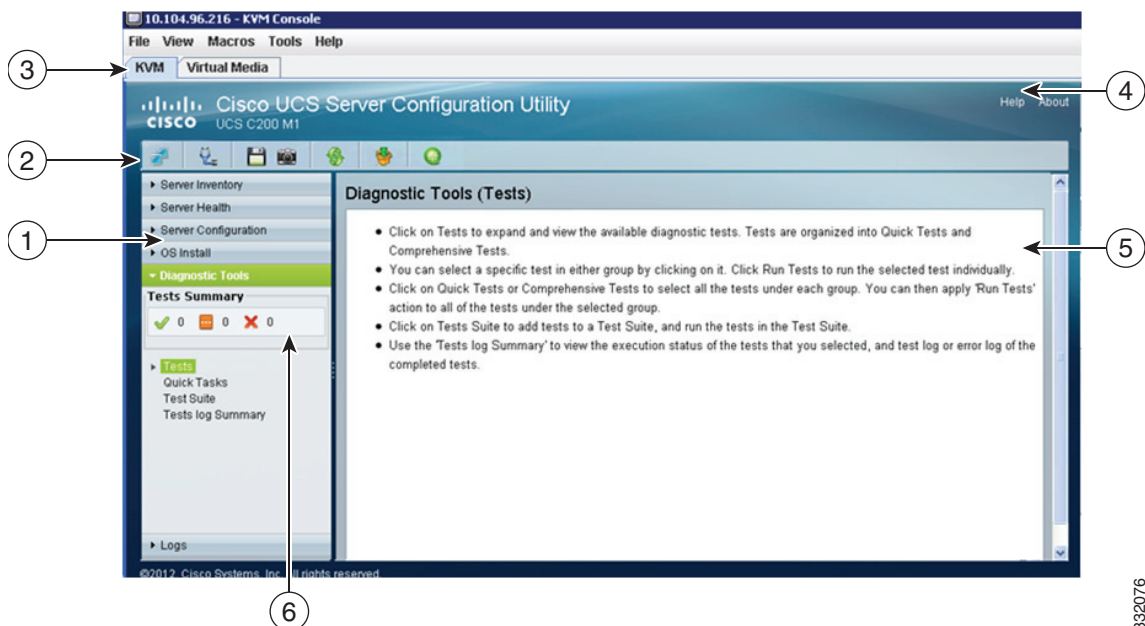 10.104.96.216 - KVM Console
File View Macros Tools Help
KVM Virtual Media
3
CISCO
Cisco UCS Server Configuration Utility
UCS C200 M1
Help About
4
2
Server Inventory
Server Health
Server Configuration
OS Install
Diagnostic Tools
Tests Summary
0 0 0
Tests
Quick Tasks
Test Suite
Tests log Summary
Logs
1
Diagnostic Tools (Tests)
• Click on Tests to expand and view the available diagnostic tests. Tests are organized into Quick Tests and
Comprehensive Tests.
• You can select a specific test in either group by clicking on it. Click Run Tests to run the selected test individually.
• Click on Quick Tests or Comprehensive Tests to select all the tests under each group. You can then apply 'Run Tests'
action to all of the tests under the selected group.
• Click on Tests Suite to add tests to a Test Suite, and run the tests in the Test Suite.
• Use the 'Tests log Summary' to view the execution status of the tests that you selected, and test log or error log of the
completed tests.
5
©2012, Cisco Systems, Inc. All rights reserved.
6
332076